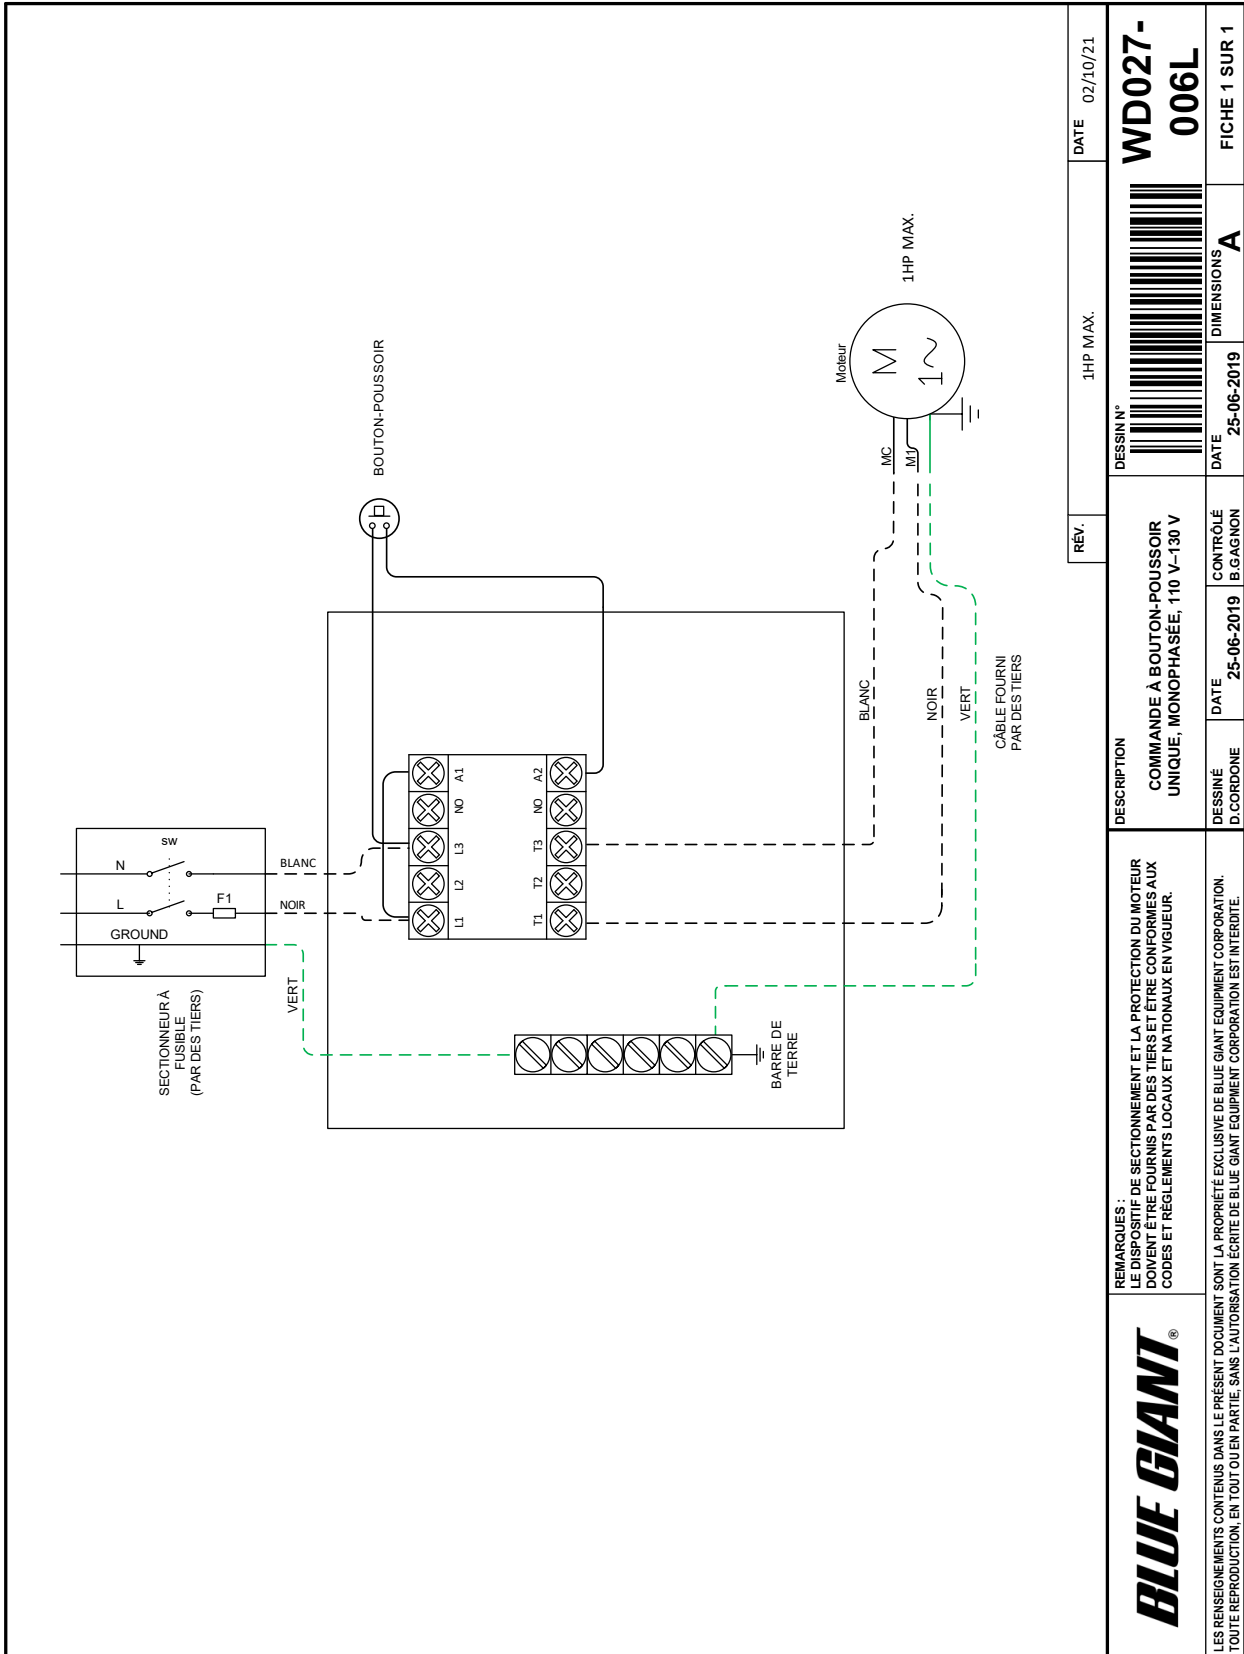 N
SW
L
F1
GROUND
BLANC
NOIR
VERT
SECTIONNEUR À
FUSIBLE
(PAR DES TIERS)
BOUTON-POUSSOIR
L1
L2
L3
NO
A1
T1
T2
T3
NO
A2
BARRE DE
TERRE
BLANC
NOIR
VERT
CÂBLE FOURNI
PAR DES TIERS
MC
M1
Moteur
M
1~
1HP MAX.
RÉV.
1HP MAX.
DATE 02/10/21
BLUE GIANT®
REMARQUES :
LE DISPOSITIF DE SECTIONNEMENT ET LA PROTECTION DU MOTEUR
DOIVENT ÊTRE FOURNIS PAR DES TIERS ET ÊTRE CONFORMES AUX
CODES ET RÈGLEMENTS LOCAUX ET NATIONAUX EN VIGUEUR.
DESCRIPTION
COMMANDE À BOUTON-POUSSOIR
UNIQUE, MONOPHASÉE, 110 V–130 V
DESSIN N°
WD027-
006L
LES RENSEIGNEMENTS CONTENUS DANS LE PRÉSENT DOCUMENT SONT LA PROPRIÉTÉ EXCLUSIVE DE BLUE GIANT EQUIPMENT CORPORATION.
TOUTE REPRODUCTION, EN TOUT OU EN PARTIE, SANS L'AUTORISATION ÉCRITE DE BLUE GIANT EQUIPMENT CORPORATION EST INTERDITE.
DESSINÉ
D.CORDONE
DATE
25-06-2019
CONTRÔLÉ
B.GAGNON
DATE
25-06-2019
DIMENSIONS
A
FICHE 1 SUR 1